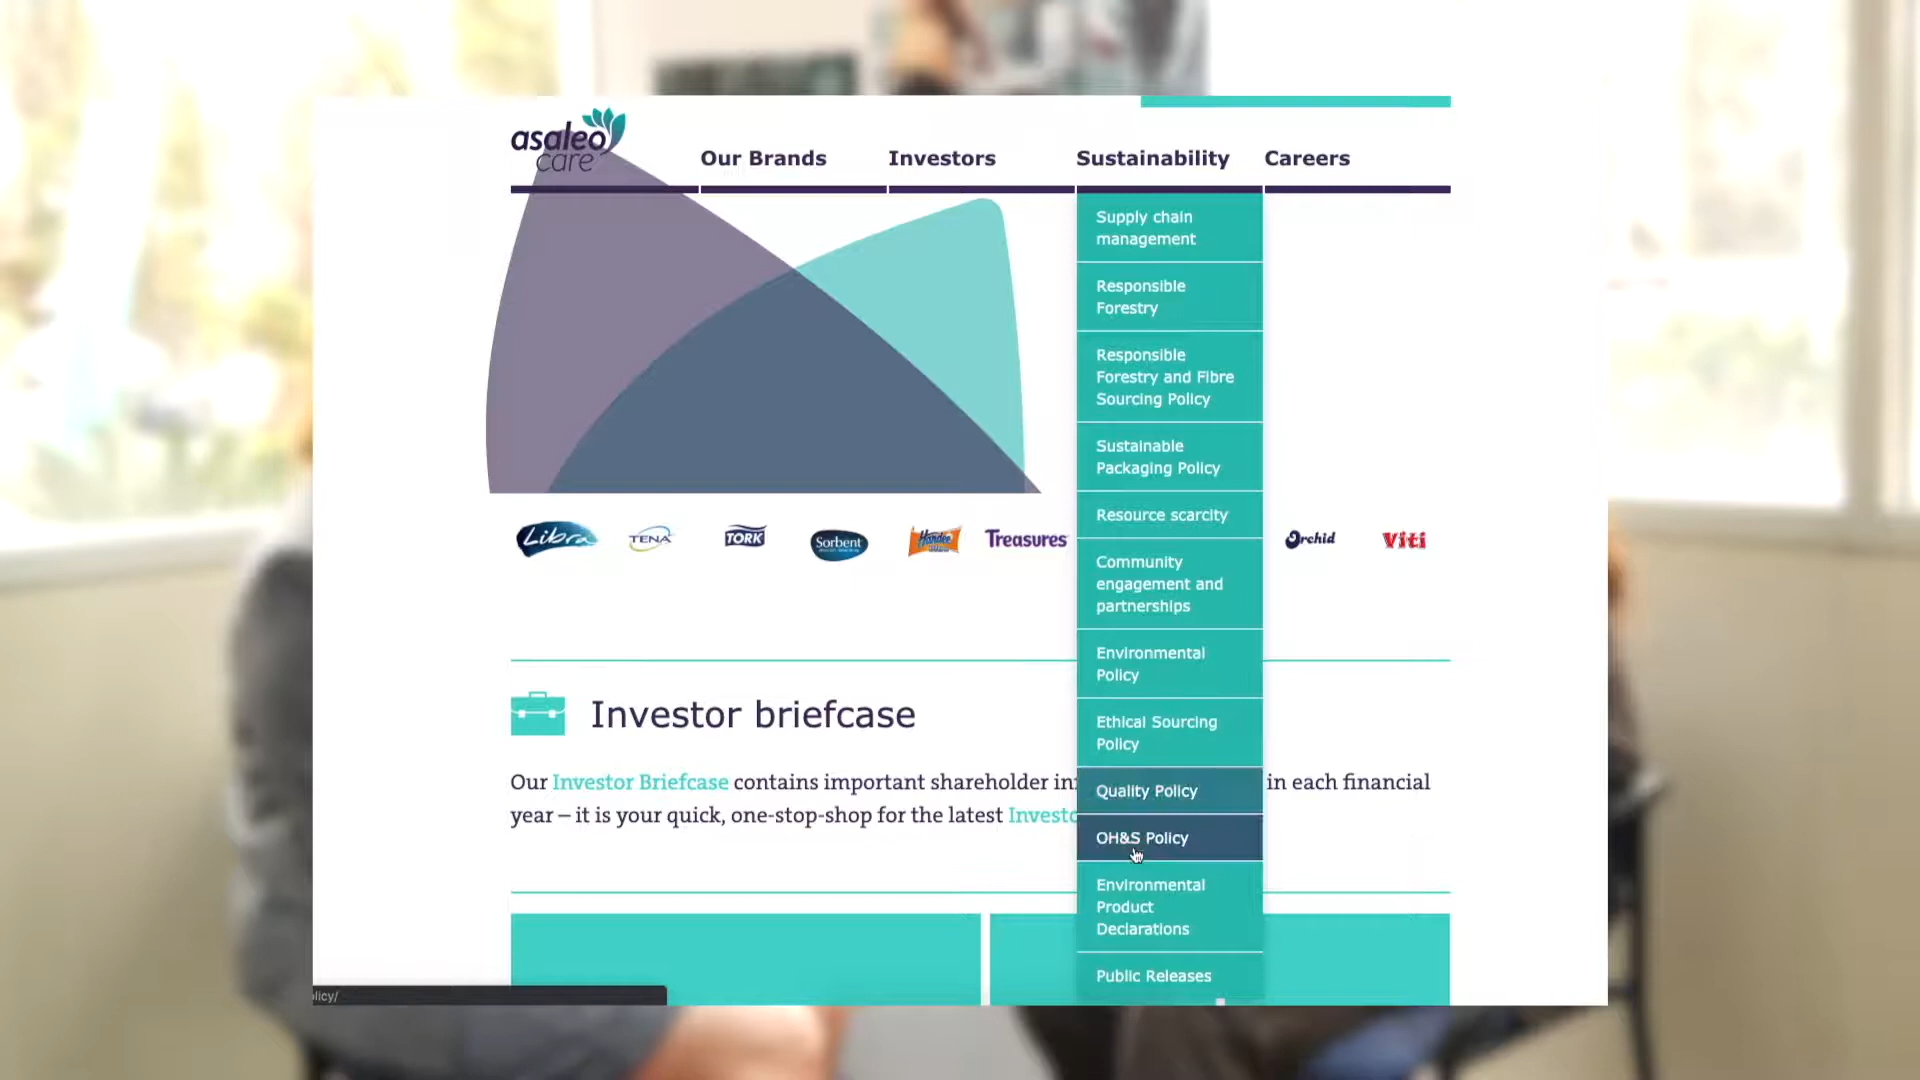 asaleo
care
Our Brands
Investors
Sustainability
Careers
Supply chain
management
Responsible
Forestry
Responsible
Forestry and Fibre
Sourcing Policy
Sustainable
Packaging Policy
Resource scarcity
Community
engagement and
partnerships
Environmental
Policy
Ethical Sourcing
Policy
Quality Policy
OH&S Policy
Environmental
Product
Declarations
Public Releases
Libra
TENA
TORK
Sorbent
Handee
Treasures
Orchid
Viti
Investor briefcase
Our Investor Briefcase contains important shareholder in
in each financial
year – it is your quick, one-stop-shop for the latest Investo
olicy/